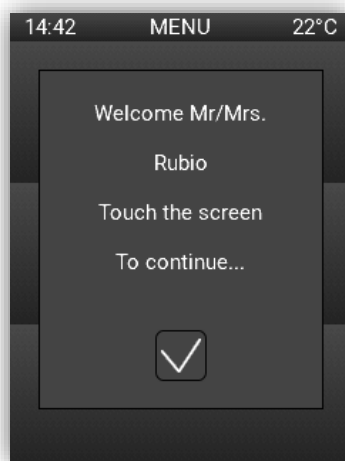 14:42 MENU 22°C
Welcome Mr/Mrs.
Rubio
Touch the screen
To continue...